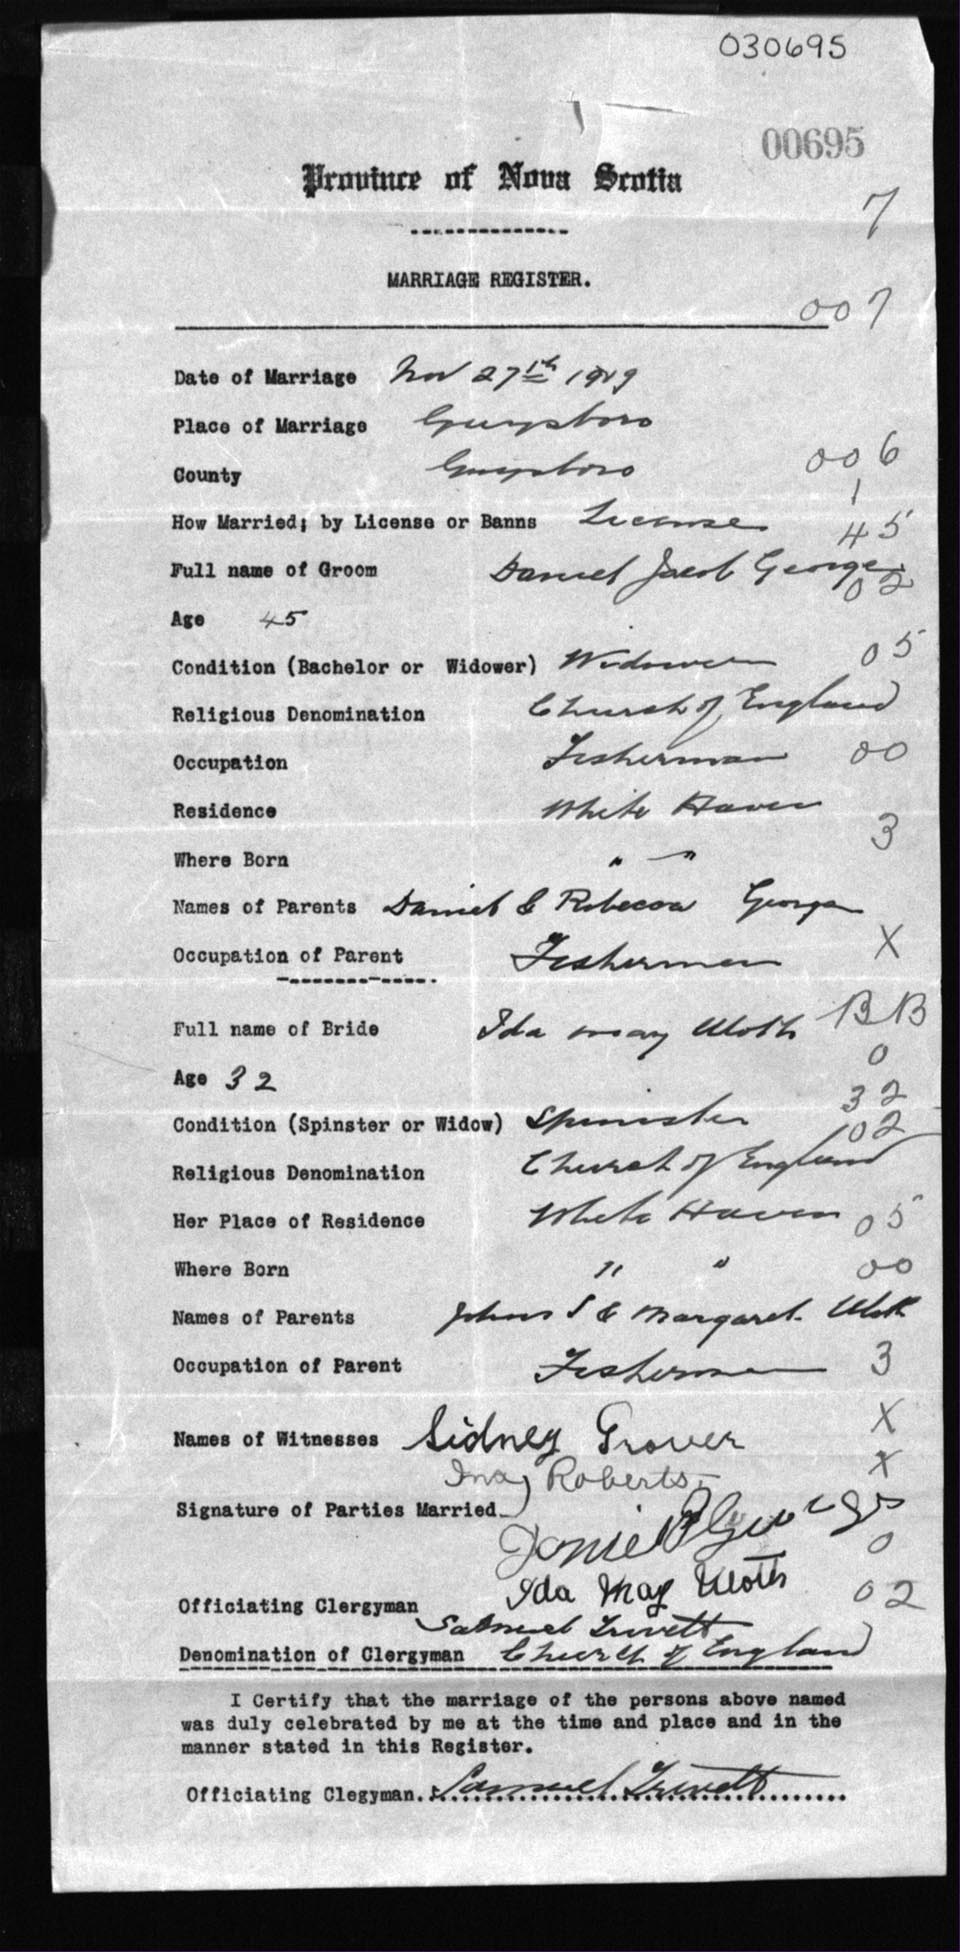 030695
00695
Province of Nova Scotia
7
MARRIAGE REGISTER.
007
Date of Marriage Nov 27th 1919
Place of Marriage Guysboro
County Guysboro 006
1
How Married; by License or Banns License 45
Full name of Groom Daniel Jacob George 02
Age 45
Condition (Bachelor or Widower) Widower 05
Religious Denomination Church of England
Occupation Fisherman 00
Residence White Haven
3
Where Born " "
Names of Parents Daniel & Rebecca George
Occupation of Parent Fisherman X
Full name of Bride Ida May Uloth BB
0
Age 32
32
Condition (Spinster or Widow) Spinster 02
Religious Denomination Church of England
Her Place of Residence White Haven 05
Where Born " " 00
Names of Parents John S & Margaret Uloth
Occupation of Parent Fisherman 3
X
Names of Witnesses Sidney Grover
Ina Roberts X
Signature of Parties Married
0
Ida May Uloth 02
Officiating Clergyman Samuel Trivett
Denomination of Clergyman Church of England
I Certify that the marriage of the persons above named
was duly celebrated by me at the time and place and in the
manner stated in this Register.
Officiating Clegyman. Samuel Trivett